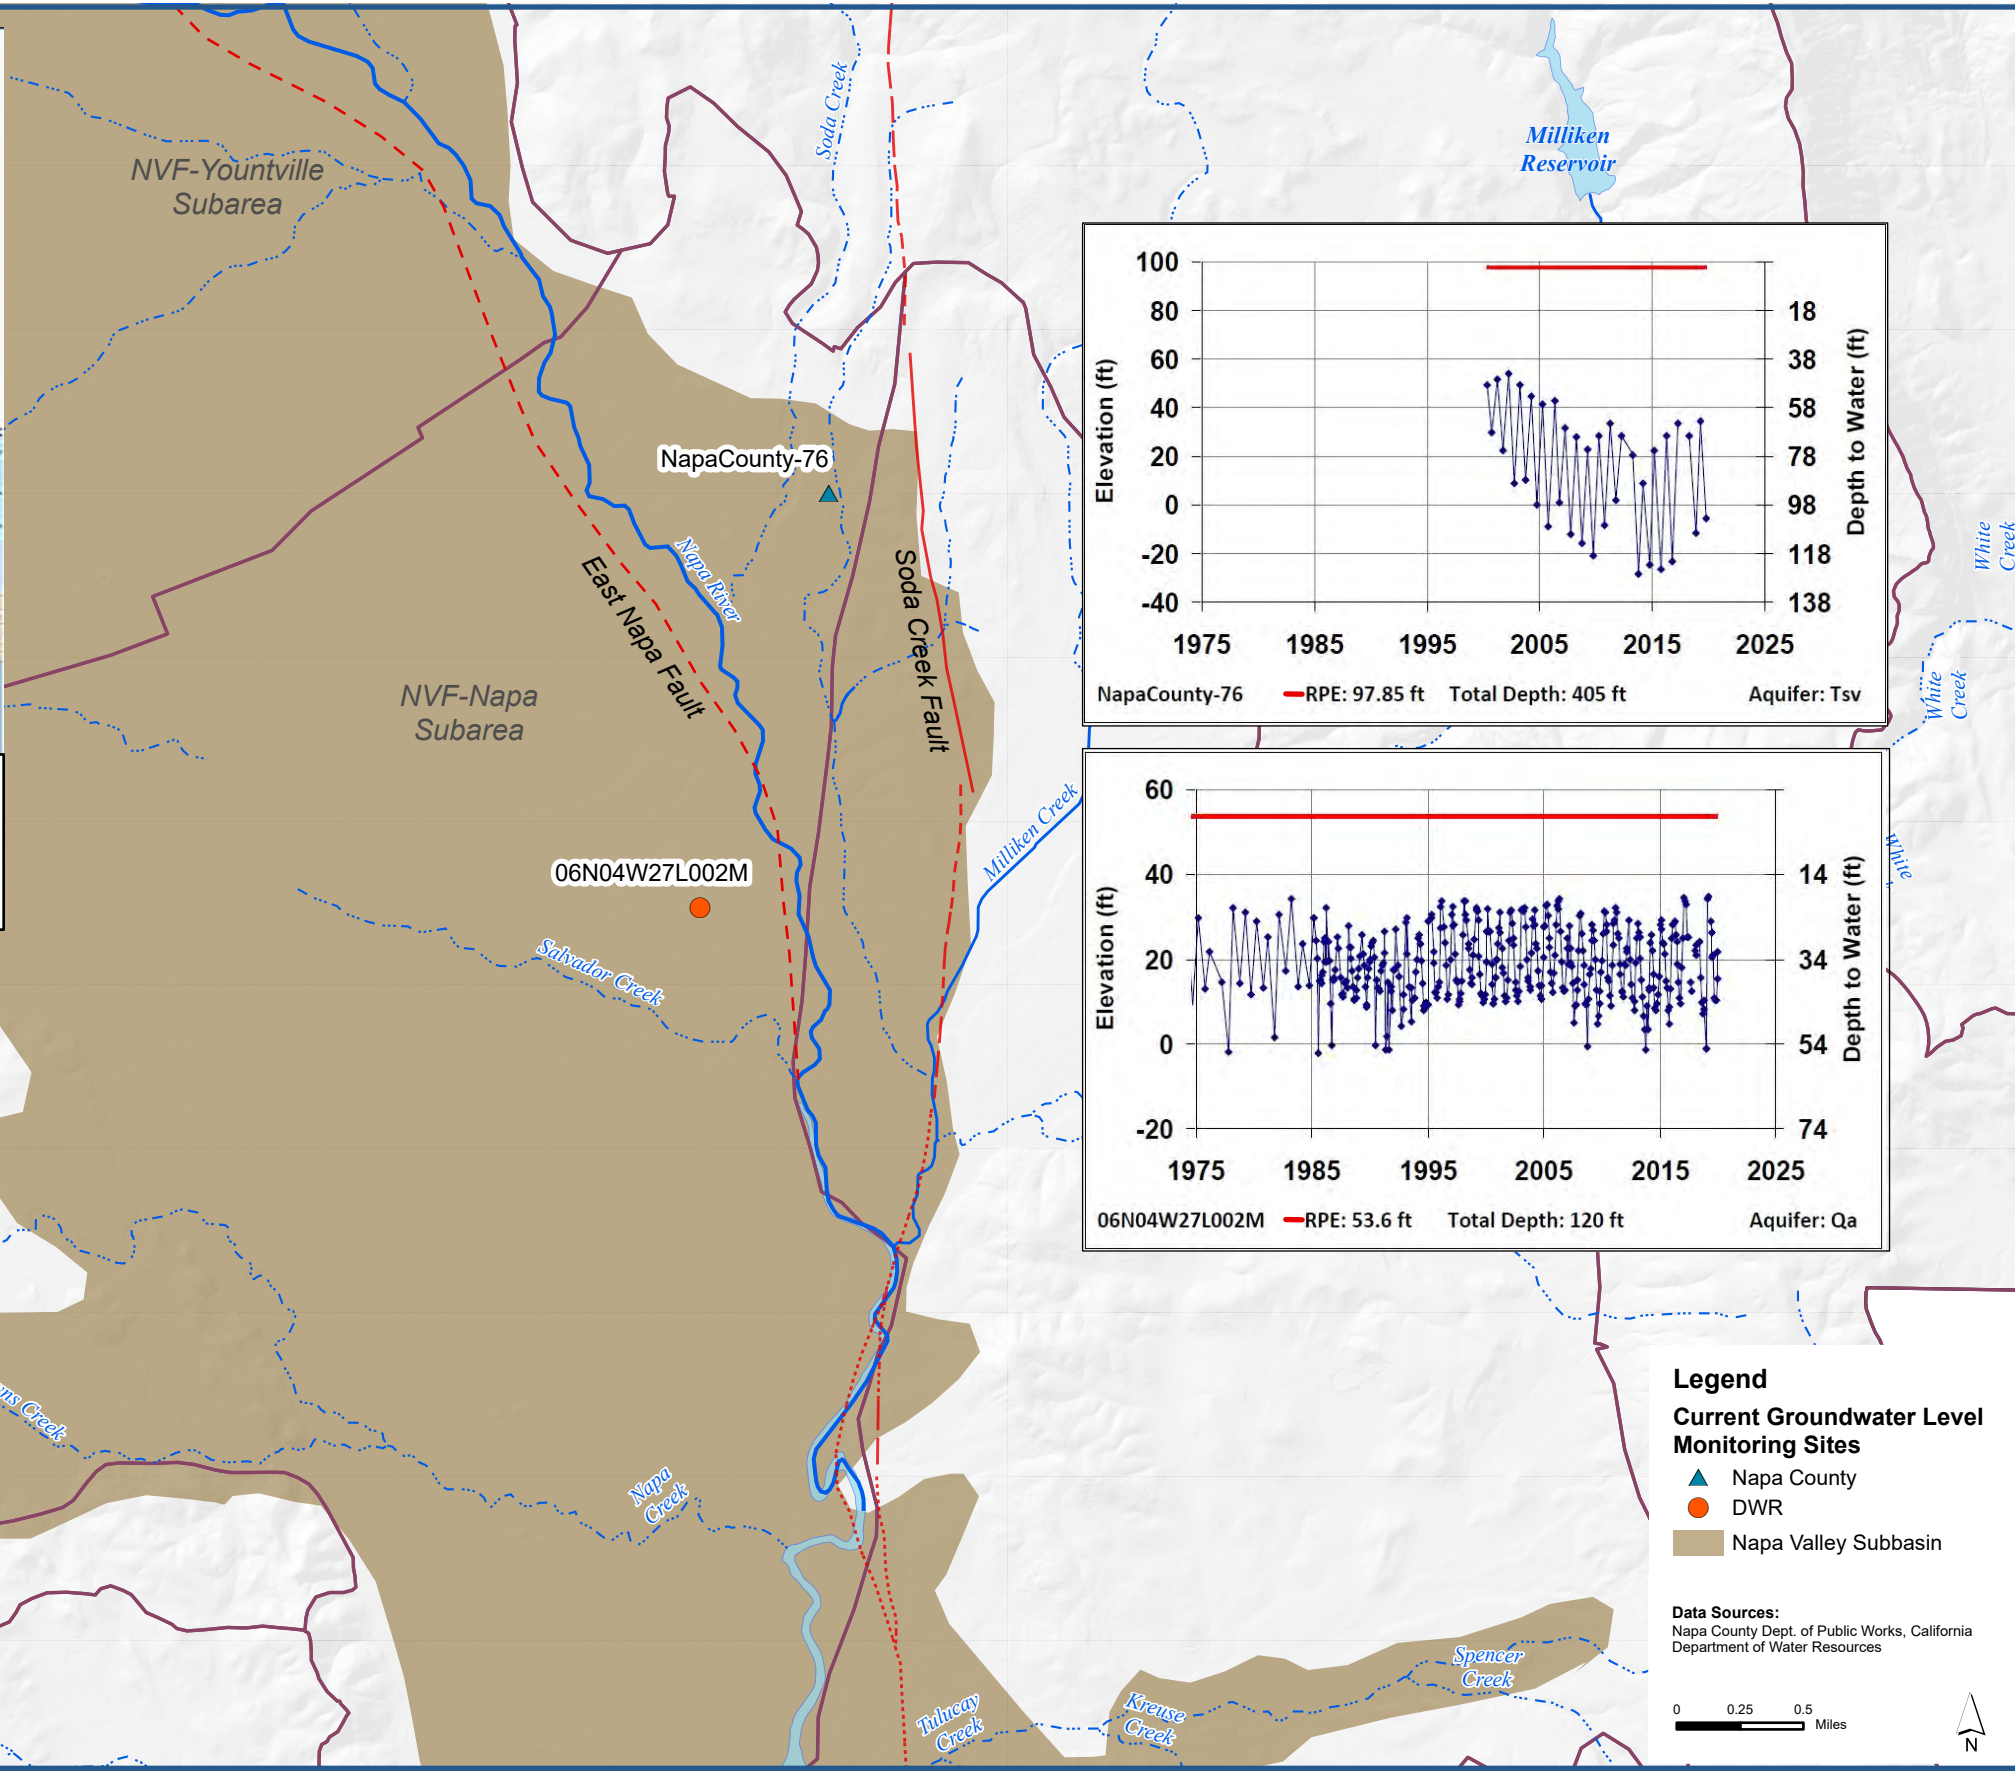 Soda Creek
Milliken
Reservoir
NVF-Yountville
Subarea
NapaCounty-76
Napa River
East Napa Fault
Soda Creek Fault
NVF-Napa
Subarea
06N04W27L002M
Salvador Creek
Milliken Creek
White
Creek
White
Creek
White
100
80
60
40
20
0
-20
-40
Elevation (ft)
18
38
58
78
98
118
138
Depth to Water (ft)
1975 1985 1995 2005 2015 2025
NapaCounty-76 RPE: 97.85 ft Total Depth: 405 ft Aquifer: Tsv
60
40
20
0
-20
Elevation (ft)
14
34
54
74
Depth to Water (ft)
1975 1985 1995 2005 2015 2025
06N04W27L002M RPE: 53.6 ft Total Depth: 120 ft Aquifer: Qa
Creek
Napa
Creek
Tulucay
Creek
Kreuse
Creek
Spencer
Creek
Legend
Current Groundwater Level
Monitoring Sites
Napa County
DWR
Napa Valley Subbasin
Data Sources:
Napa County Dept. of Public Works, California
Department of Water Resources
0 0.25 0.5
Miles
N